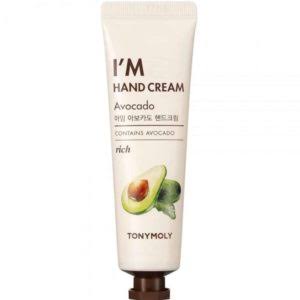 I'M
HAND CREAM
Avocado
아임 아보카도 핸드크림
CONTAINS AVOCADO
rich
TONYMOLY